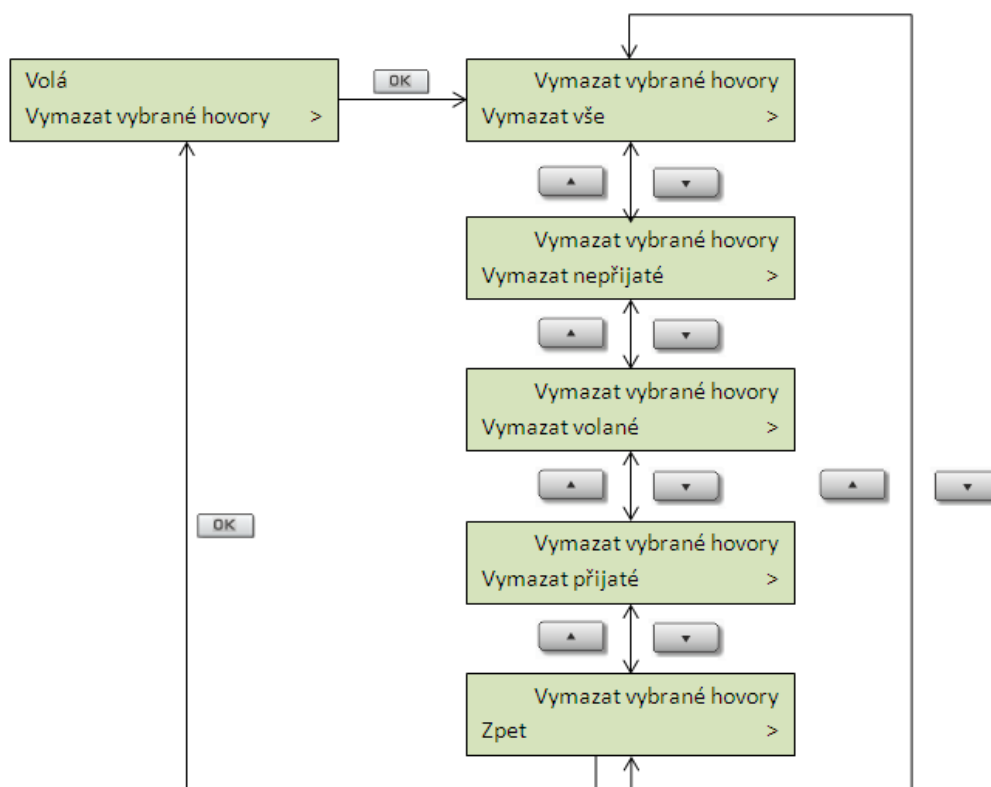 Volá
Vymazat vybrané hovory >
OK
Vymazat vybrané hovory
Vymazat vše >
Vymazat vybrané hovory
Vymazat nepřijaté >
Vymazat vybrané hovory
Vymazat volané >
OK
Vymazat vybrané hovory
Vymazat přijaté >
Vymazat vybrané hovory
Zpet >